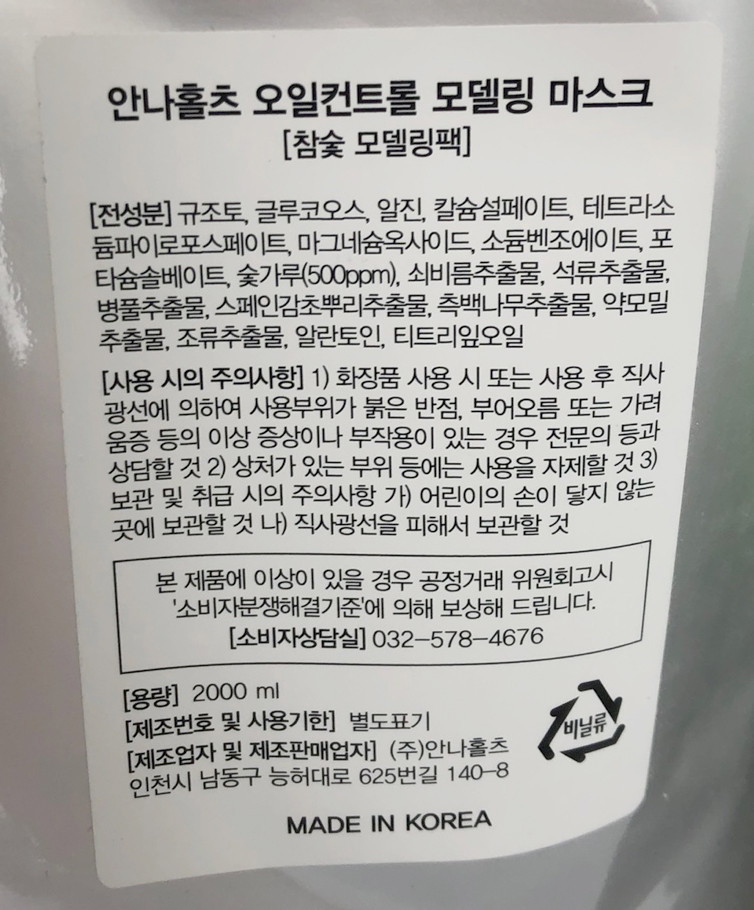 안나홀츠 오일컨트롤 모델링 마스크
[참숯 모델링팩]
[전성분] 규조토, 글루코오스, 알진, 칼슘설페이트, 테트라소
듐파이로포스페이트, 마그네슘옥사이드, 소듐벤조에이트, 포
타슘솔베이트, 숯가루(500ppm), 쇠비름추출물, 석류추출물,
병풀추출물, 스페인감초뿌리추출물, 측백나무추출물, 약모밀
추출물, 조류추출물, 알란토인, 티트리잎오일
[사용 시의 주의사항] 1) 화장품 사용 시 또는 사용 후 직사
광선에 의하여 사용부위가 붉은 반점, 부어오름 또는 가려
움증 등의 이상 증상이나 부작용이 있는 경우 전문의 등과
상담할 것 2) 상처가 있는 부위 등에는 사용을 자제할 것 3)
보관 및 취급 시의 주의사항 가) 어린이의 손이 닿지 않는
곳에 보관할 것 나) 직사광선을 피해서 보관할 것
본 제품에 이상이 있을 경우 공정거래 위원회고시
'소비자분쟁해결기준'에 의해 보상해 드립니다.
[소비자상담실] 032-578-4676
[용량] 2000 ml
[제조번호 및 사용기한] 별도표기
[제조업자 및 제조판매업자] (주)안나홀츠
인천시 남동구 능허대로 625번길 140-8
비닐류
MADE IN KOREA